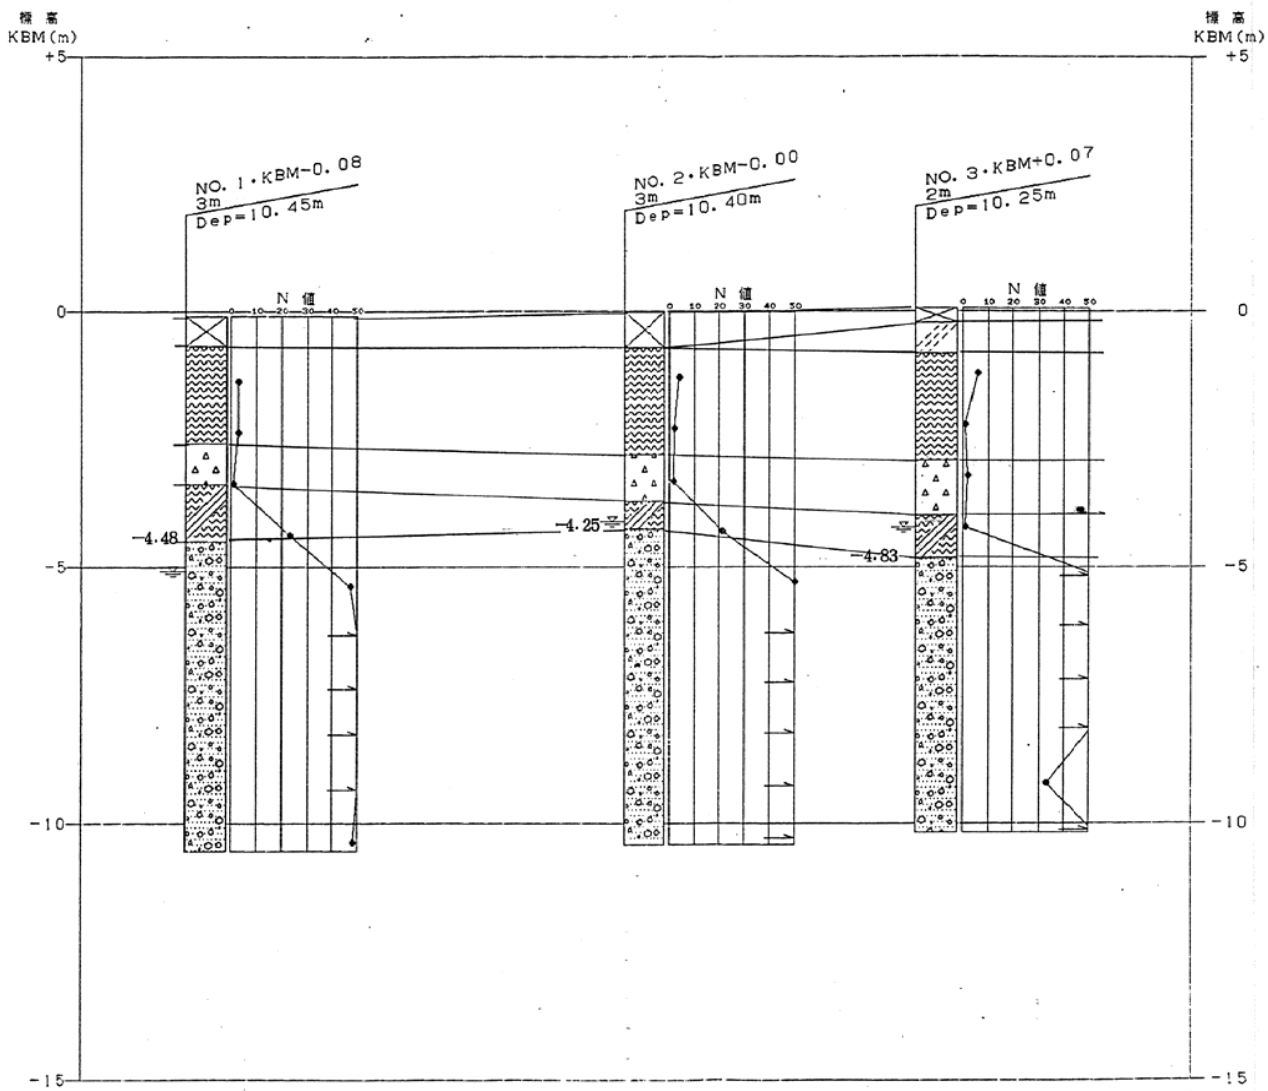 標高
KBM(m)
標高
KBM(m)
+5
+5
NO. 1・KBM-0.08
3m
Dep=10.45m
NO. 2・KBM-0.00
3m
Dep=10.40m
NO. 3・KBM+0.07
2m
Dep=10.25m
N 値
0 10 20 30 40 50
N 値
0 10 20 30 40 50
N 値
0 10 20 30 40 50
0
0
-4.48
-4.25
-4.83
-5
-5
-10
-10
-15
-15